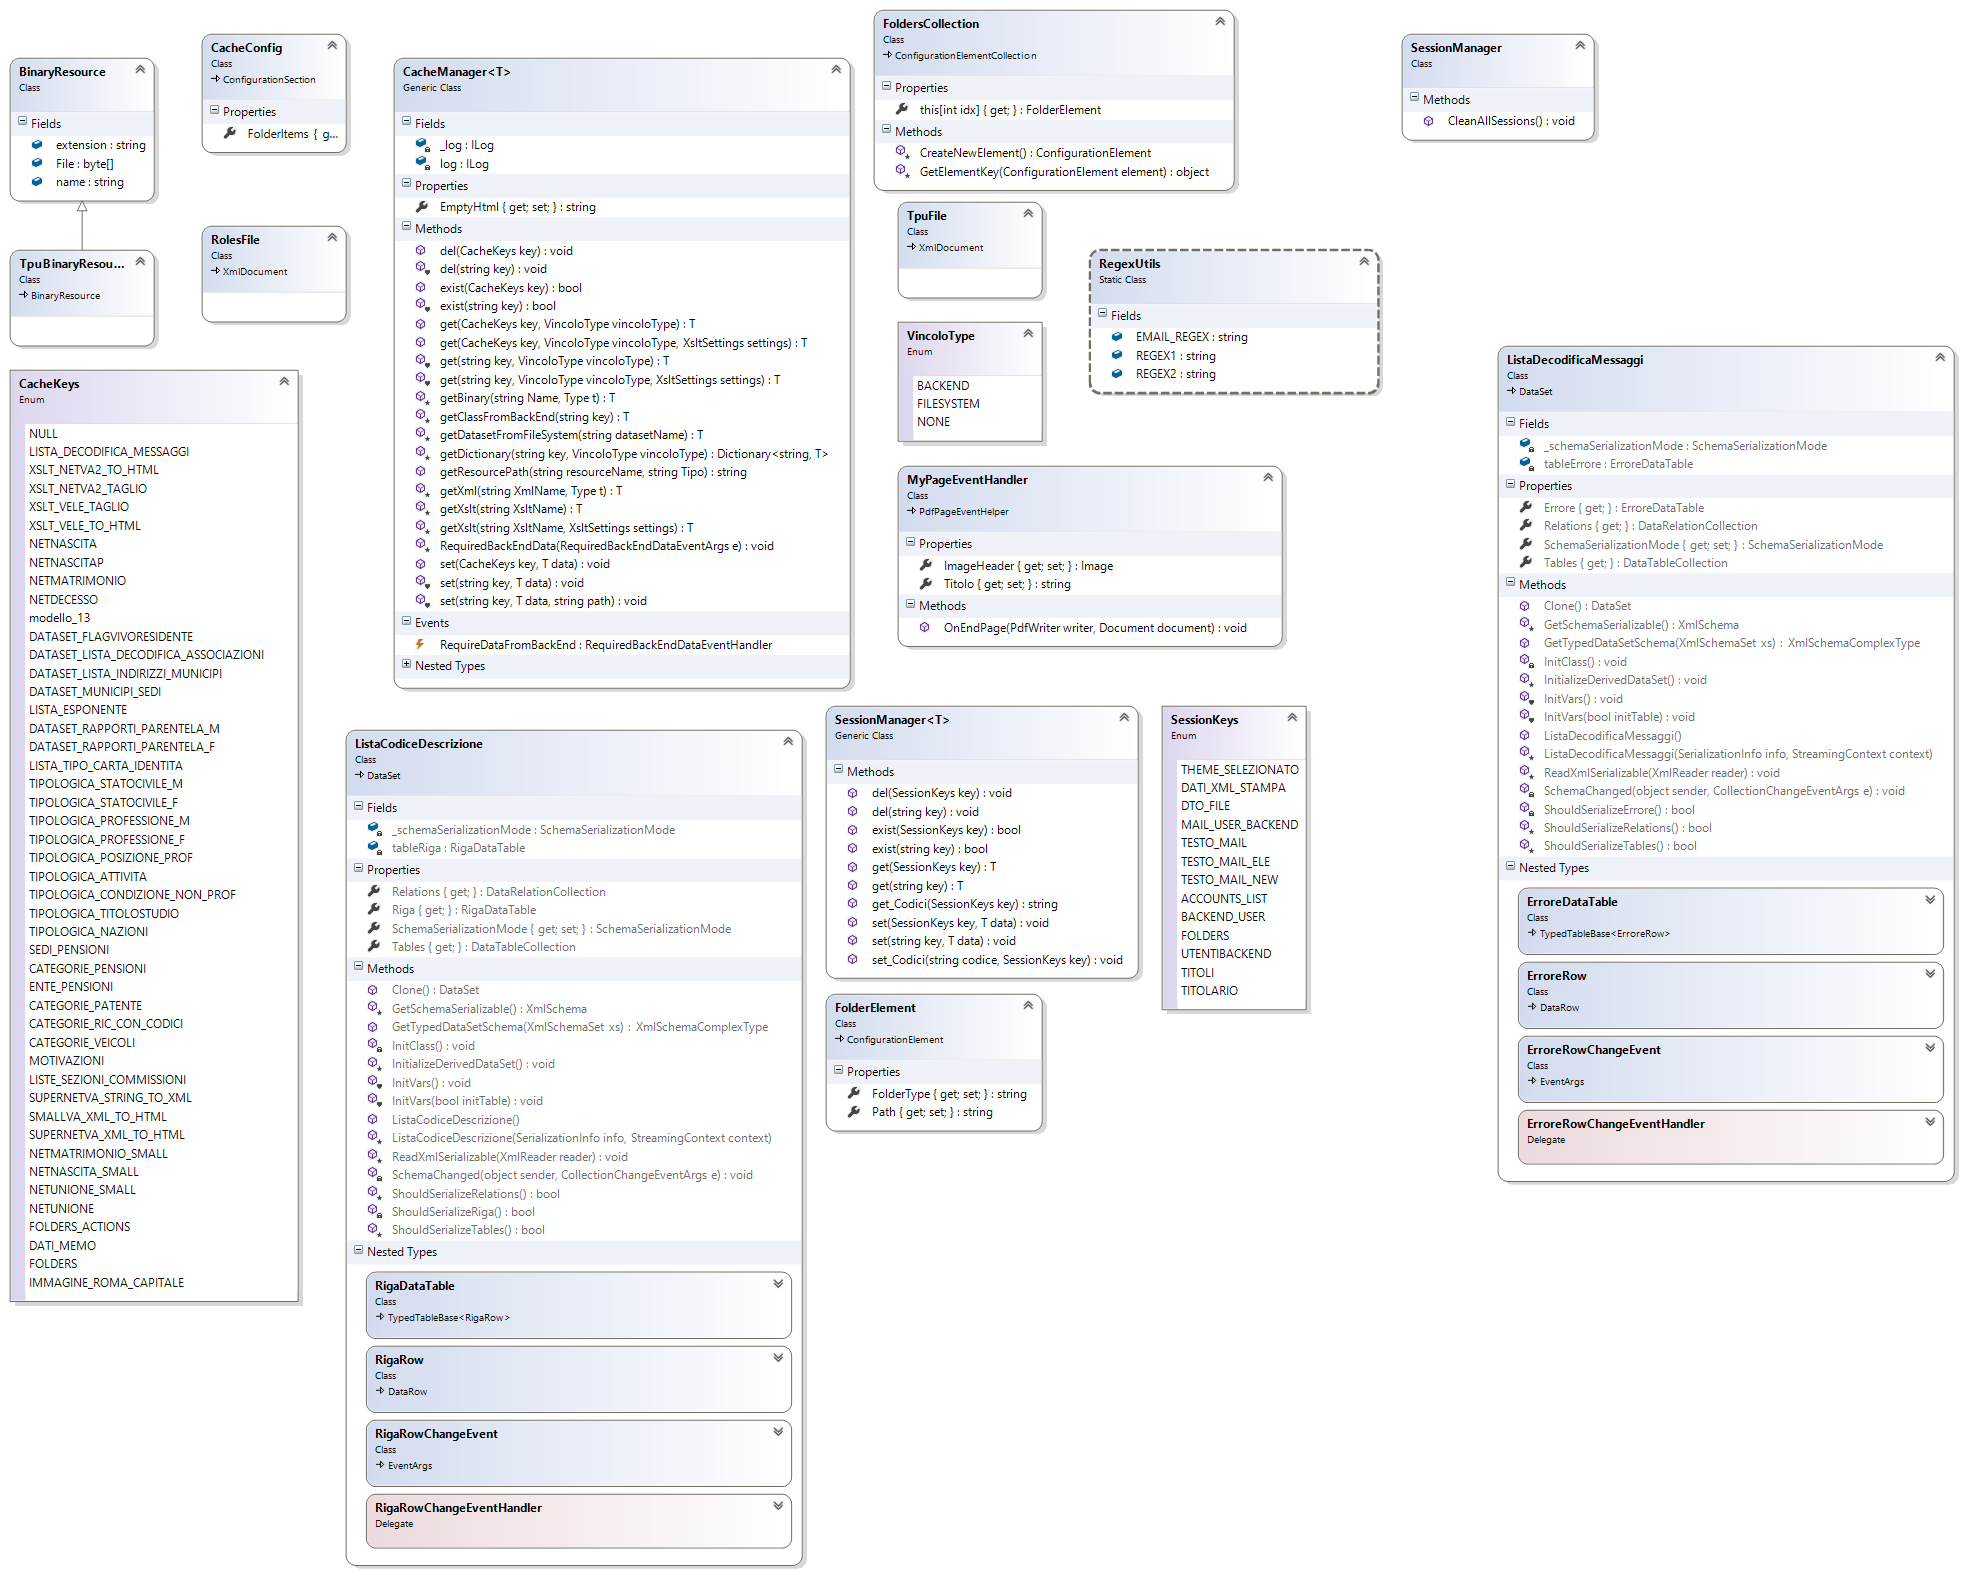 BinaryResource
Class
Fields
extension : string
File : byte[]
name : string
TpuBinaryResou...
Class
BinaryResource
CacheKeys
Enum
NULL
LISTA_DECODIFICA_MESSAGGI
XSLT_NETVA2_TO_HTML
XSLT_NETVA2_TAGLIO
XSLT_VELE_TAGLIO
XSLT_VELE_TO_HTML
NETNASCITA
NETNASCITAP
NETMATRIMONIO
NETDECESSO
modello_13
DATASET_FLAGVIVORESIDENTE
DATASET_LISTA_DECODIFICA_ASSOCIAZIONI
DATASET_LISTA_INDIRIZZI_MUNICIPI
DATASET_MUNICIPI_SEDI
LISTA_ESPONENTE
DATASET_RAPPORTI_PARENTELA_M
DATASET_RAPPORTI_PARENTELA_F
LISTA_TIPO_CARTA_IDENTITA
TIPOLOGICA_STATOCIVILE_M
TIPOLOGICA_STATOCIVILE_F
TIPOLOGICA_PROFESSIONE_M
TIPOLOGICA_PROFESSIONE_F
TIPOLOGICA_POSIZIONE_PROF
TIPOLOGICA_ATTIVITA
TIPOLOGICA_CONDIZIONE_NON_PROF
TIPOLOGICA_TITOLOSTUDIO
TIPOLOGICA_NAZIONI
SEDI_PENSIONI
CATEGORIE_PENSIONI
ENTE_PENSIONI
CATEGORIE_PATENTE
CATEGORIE_RIC_CON_CODICI
CATEGORIE_VEICOLI
MOTIVAZIONI
LISTE_SEZIONI_COMMISSIONI
SUPERNETVA_STRING_TO_XML
SMALLVA_XML_TO_HTML
SUPERNETVA_XML_TO_HTML
NETMATRIMONIO_SMALL
NETNASCITA_SMALL
NETUNIONE_SMALL
NETUNIONE
FOLDERS_ACTIONS
DATI_MEMO
FOLDERS
IMMAGINE_ROMA_CAPITALE
CacheConfig
Class
ConfigurationSection
Properties
FolderItems { g...
RolesFile
Class
XmlDocument
CacheManager<T>
Generic Class
Fields
_log : ILog
log : ILog
Properties
EmptyHtml { get; set; } : string
Methods
del(CacheKeys key) : void
del(string key) : void
exist(CacheKeys key) : bool
exist(string key) : bool
get(CacheKeys key, VincoloType vincoloType) : T
get(CacheKeys key, VincoloType vincoloType, XsltSettings settings) : T
get(string key, VincoloType vincoloType) : T
get(string key, VincoloType vincoloType, XsltSettings settings) : T
getBinary(string Name, Type t) : T
getClassFromBackEnd(string key) : T
getDatasetFromFileSystem(string datasetName) : T
getDictionary(string key, VincoloType vincoloType) : Dictionary<string, T>
getResourcePath(string resourceName, string Tipo) : string
getXml(string XmlName, Type t) : T
getXslt(string XsltName) : T
getXslt(string XsltName, XsltSettings settings) : T
RequiredBackEndData(RequiredBackEndDataEventArgs e) : void
set(CacheKeys key, T data) : void
set(string key, T data) : void
set(string key, T data, string path) : void
Events
RequireDataFromBackEnd : RequiredBackEndDataEventHandler
Nested Types
ListaCodiceDescrizione
Class
DataSet
Fields
_schemaSerializationMode : SchemaSerializationMode
tableRiga : RigaDataTable
Properties
Relations { get; } : DataRelationCollection
Riga { get; } : RigaDataTable
SchemaSerializationMode { get; set; } : SchemaSerializationMode
Tables { get; } : DataTableCollection
Methods
Clone() : DataSet
GetSchemaSerializable() : XmlSchema
GetTypedDataSetSchema(XmlSchemaSet xs) : XmlSchemaComplexType
InitClass() : void
InitializeDerivedDataSet() : void
InitVars() : void
InitVars(bool initTable) : void
ListaCodiceDescrizione()
ListaCodiceDescrizione(SerializationInfo info, StreamingContext context)
ReadXmlSerializable(XmlReader reader) : void
SchemaChanged(object sender, CollectionChangeEventArgs e) : void
ShouldSerializeRelations() : bool
ShouldSerializeRiga() : bool
ShouldSerializeTables() : bool
Nested Types
RigaDataTable
Class
TypedTableBase<RigaRow>
RigaRow
Class
DataRow
RigaRowChangeEvent
Class
EventArgs
RigaRowChangeEventHandler
Delegate
FoldersCollection
Class
ConfigurationElementCollection
Properties
this[int idx] { get; } : FolderElement
Methods
CreateNewElement() : ConfigurationElement
GetElementKey(ConfigurationElement element) : object
TpuFile
Class
XmlDocument
VincoloType
Enum
BACKEND
FILESYSTEM
NONE
RegexUtils
Static Class
Fields
EMAIL_REGEX : string
REGEX1 : string
REGEX2 : string
MyPageEventHandler
Class
PdfPageEventHelper
Properties
ImageHeader { get; set; } : Image
Titolo { get; set; } : string
Methods
OnEndPage(PdfWriter writer, Document document) : void
SessionManager<T>
Generic Class
Methods
del(SessionKeys key) : void
del(string key) : void
exist(SessionKeys key) : bool
exist(string key) : bool
get(SessionKeys key) : T
get(string key) : T
get_Codici(SessionKeys key) : string
set(SessionKeys key, T data) : void
set(string key, T data) : void
set_Codici(string codice, SessionKeys key) : void
FolderElement
Class
ConfigurationElement
Properties
FolderType { get; set; } : string
Path { get; set; } : string
SessionKeys
Enum
THEME_SELEZIONATO
DATI_XML_STAMPA
DTO_FILE
MAIL_USER_BACKEND
TESTO_MAIL
TESTO_MAIL_ELE
TESTO_MAIL_NEW
ACCOUNTS_LIST
BACKEND_USER
FOLDERS
UTENTIBACKEND
TITOLI
TITOLARIO
SessionManager
Class
Methods
CleanAllSessions() : void
ListaDecodificaMessaggi
Class
DataSet
Fields
_schemaSerializationMode : SchemaSerializationMode
tableErrore : ErroreDataTable
Properties
Errore { get; } : ErroreDataTable
Relations { get; } : DataRelationCollection
SchemaSerializationMode { get; set; } : SchemaSerializationMode
Tables { get; } : DataTableCollection
Methods
Clone() : DataSet
GetSchemaSerializable() : XmlSchema
GetTypedDataSetSchema(XmlSchemaSet xs) : XmlSchemaComplexType
InitClass() : void
InitializeDerivedDataSet() : void
InitVars() : void
InitVars(bool initTable) : void
ListaDecodificaMessaggi()
ListaDecodificaMessaggi(SerializationInfo info, StreamingContext context)
ReadXmlSerializable(XmlReader reader) : void
SchemaChanged(object sender, CollectionChangeEventArgs e) : void
ShouldSerializeErrore() : bool
ShouldSerializeRelations() : bool
ShouldSerializeTables() : bool
Nested Types
ErroreDataTable
Class
TypedTableBase<ErroreRow>
ErroreRow
Class
DataRow
ErroreRowChangeEvent
Class
EventArgs
ErroreRowChangeEventHandler
Delegate